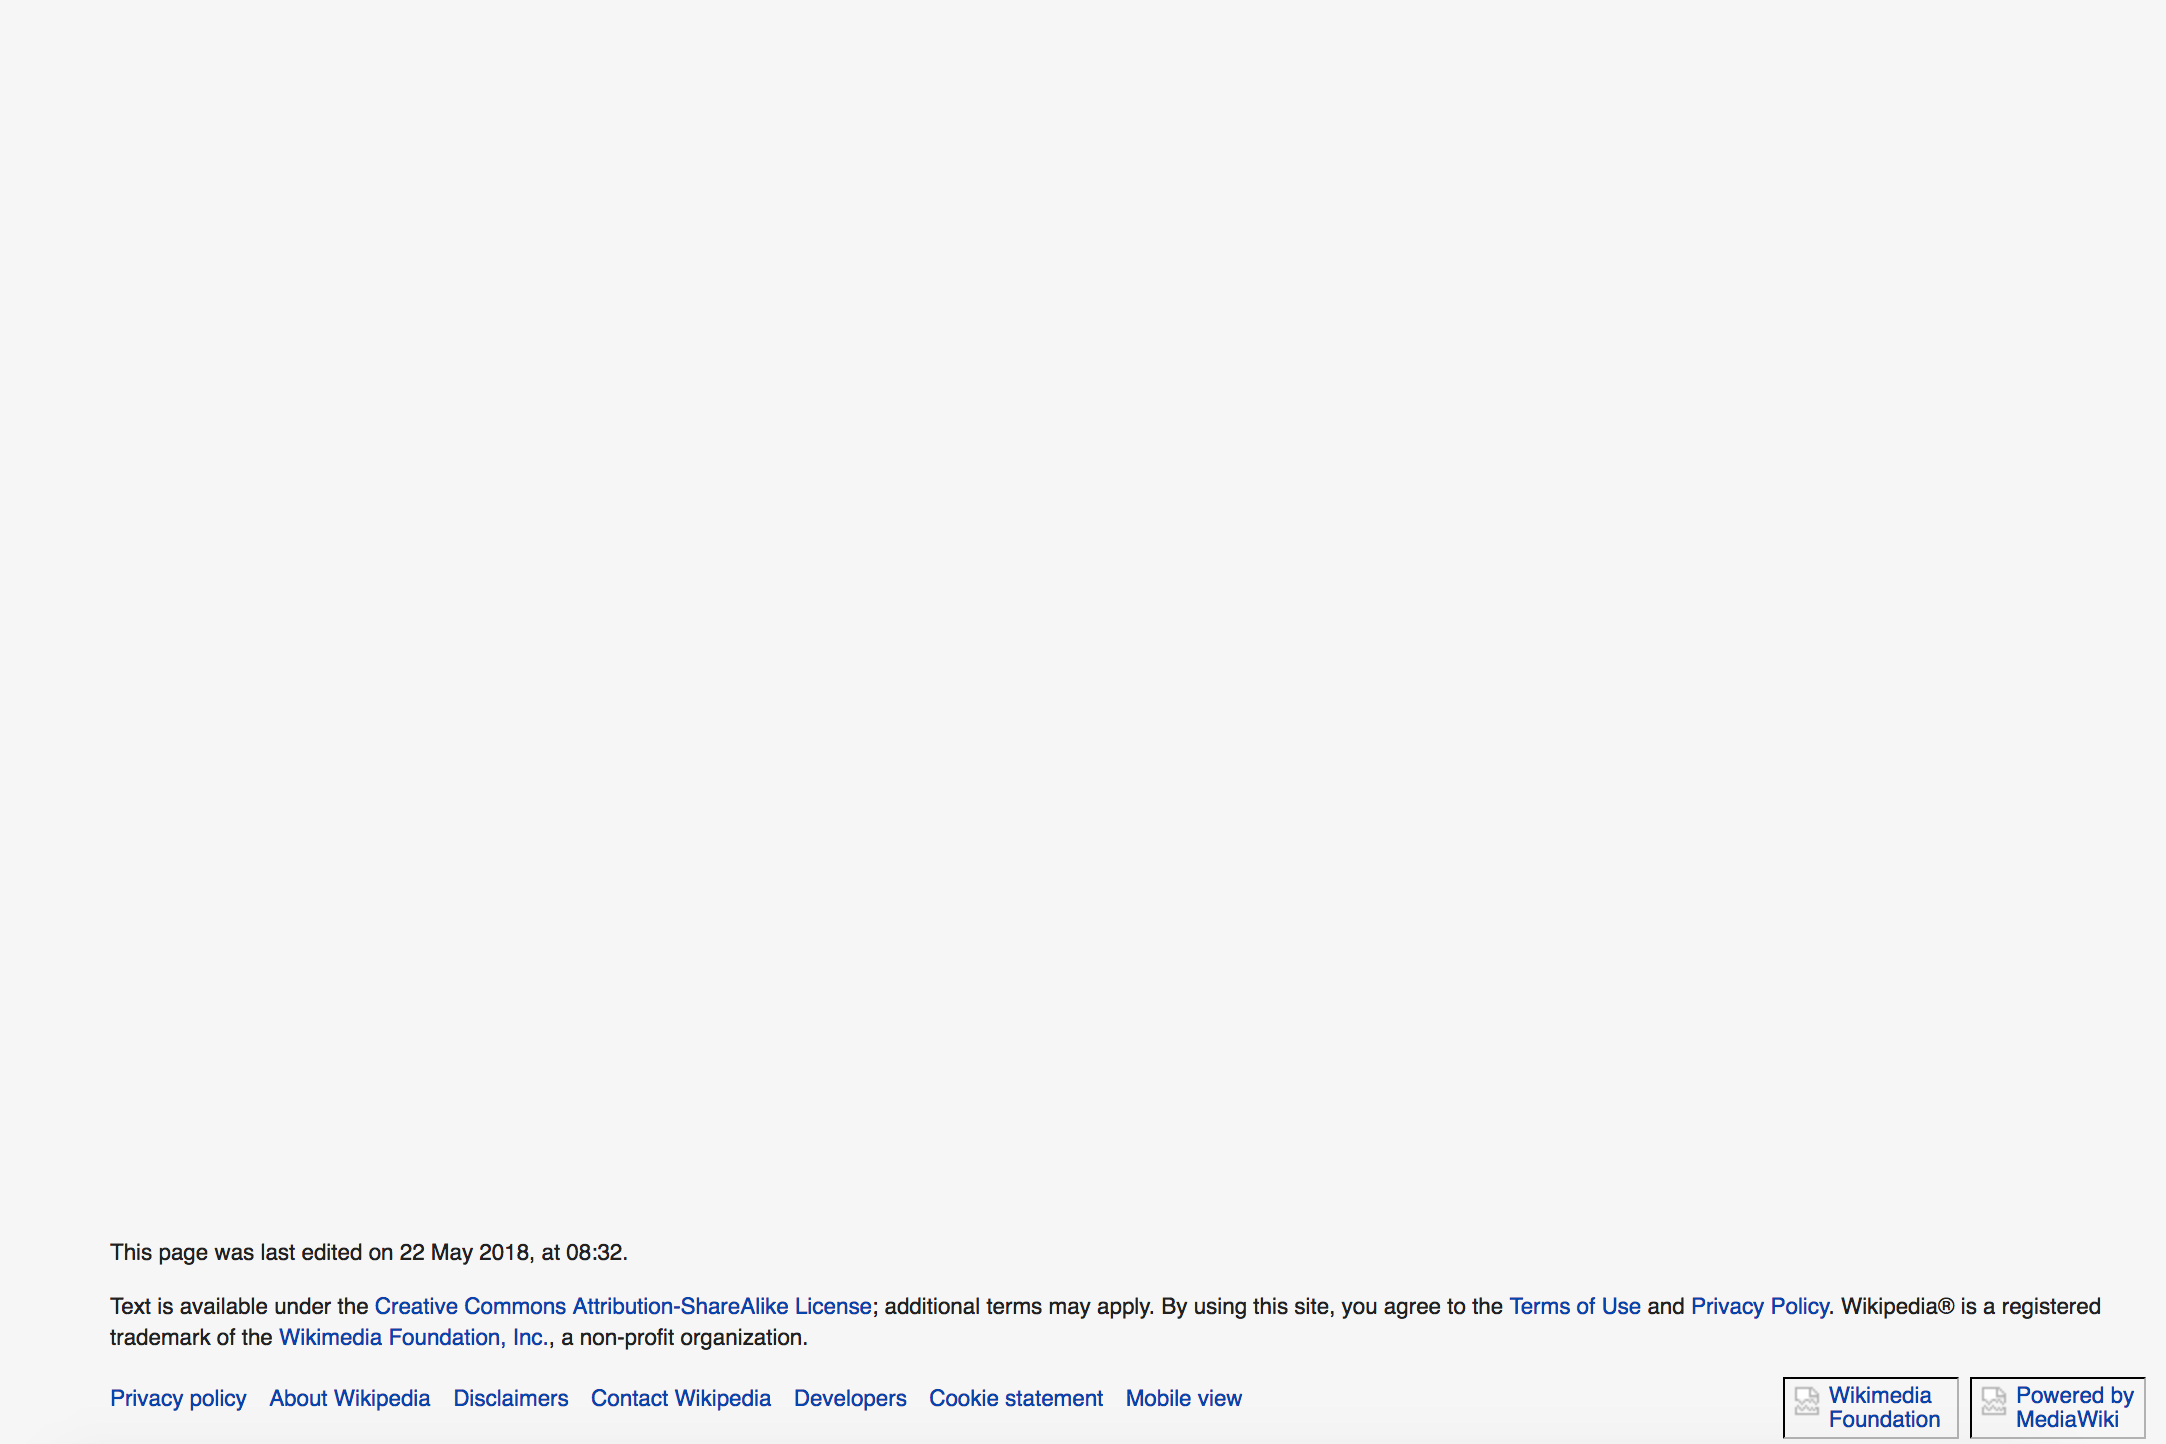 This page was last edited on 22 May 2018, at 08:32.
Text is available under the Creative Commons Attribution-ShareAlike License; additional terms may apply. By using this site, you agree to the Terms of Use and Privacy Policy. Wikipedia® is a registered
trademark of the Wikimedia Foundation, Inc., a non-profit organization.
Privacy policy About Wikipedia Disclaimers Contact Wikipedia Developers Cookie statement Mobile view
Wikimedia
Foundation
Powered by
MediaWiki